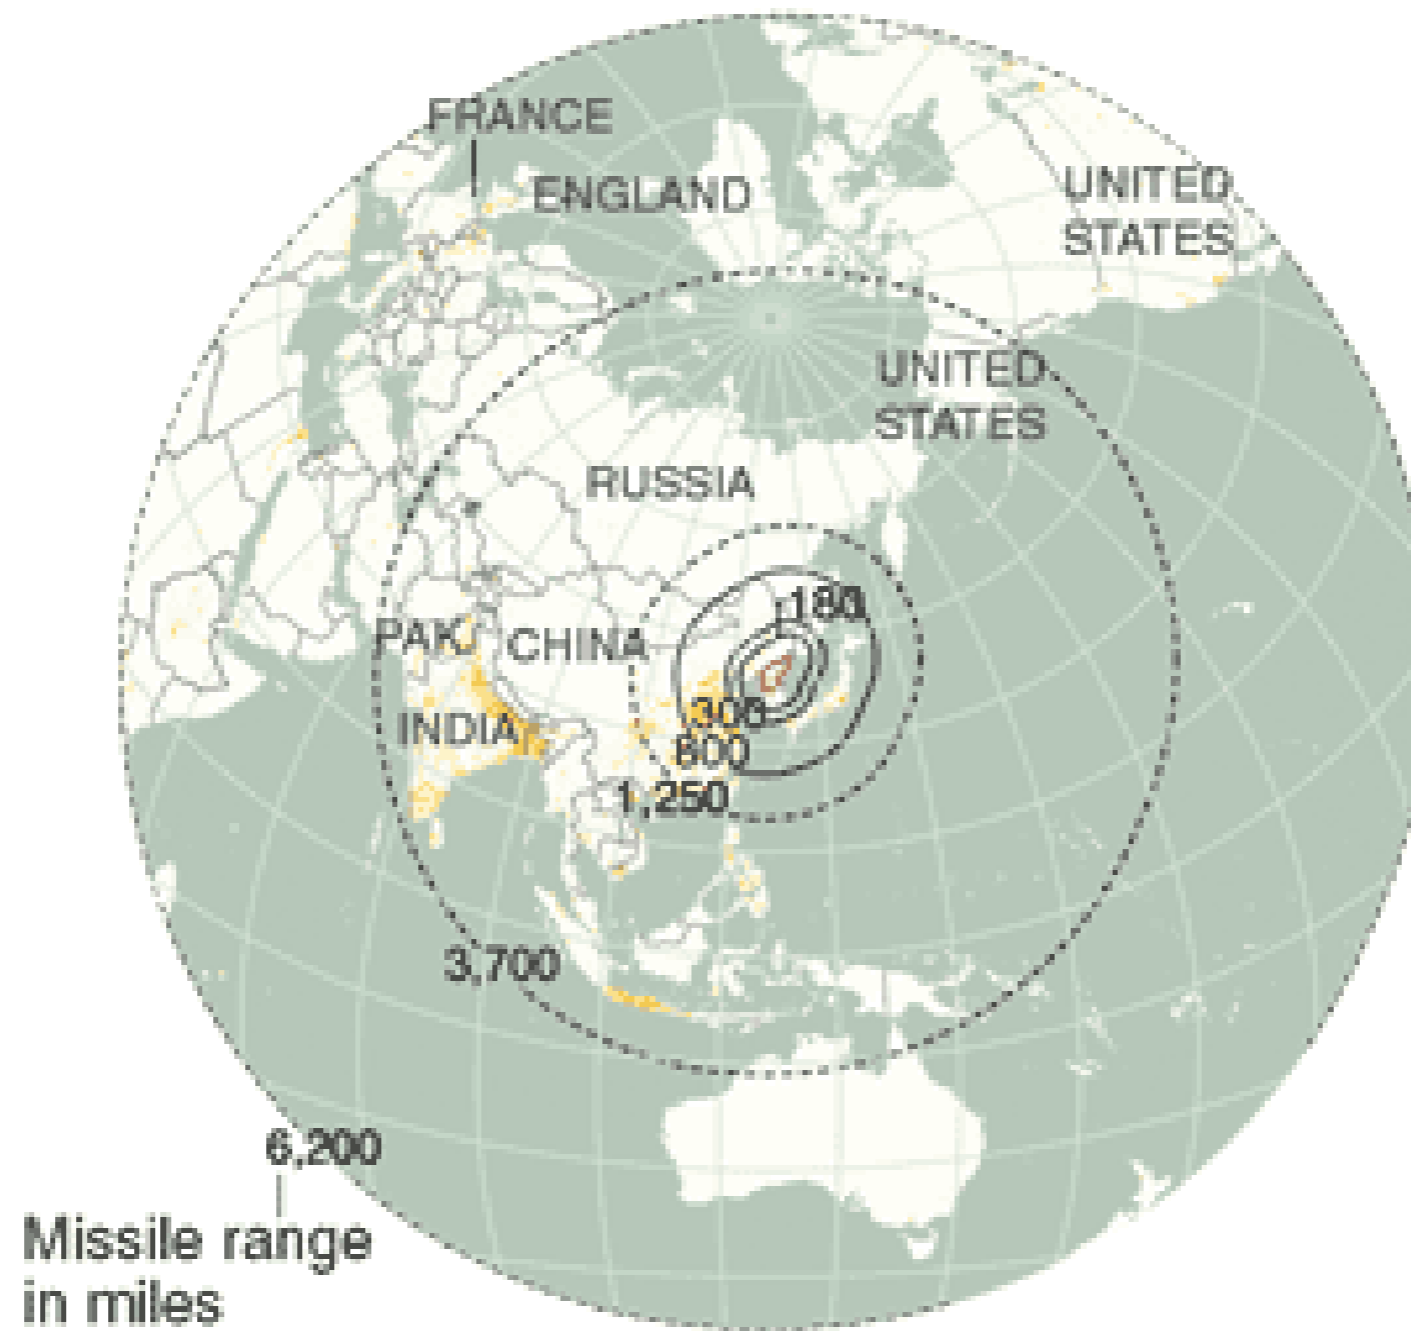 FRANCE
ENGLAND
UNITED
STATES
UNITED
STATES
RUSSIA
180
PAK.
CHINA
INDIA
300
600
1,250
3,700
6,200
Missile range
in miles